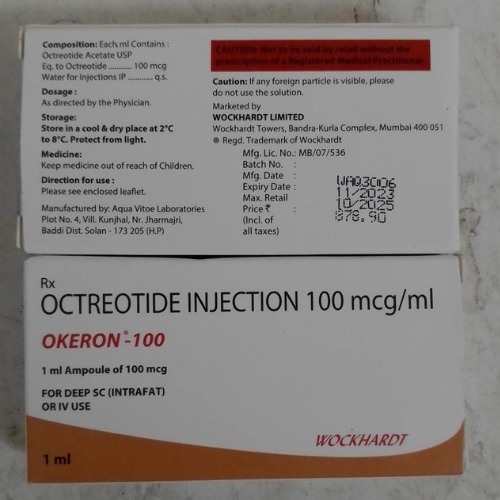 Composition: Each.ml Contains :
Octreotide Acetate USP
Eq. to Octreotide .......... 100 mcg
Water for Injections IP ............ q.s.
Dosage :
As directed by the Physician.
Storage:
Store in a cool & dry place at 2°C
to 8°C. Protect from light.
Medicine:
Keep medicine out of reach of Children.
Direction for use :
Please see enclosed leaflet.
Manufactured by: Aqua Vitoe Laboratories
Plot No. 4, Vill. Kunjhal, Nr. Jharmajri,
Baddi Dist. Solan - 173 205 (H.P)
CAUTION: Not to be sold by retail without the
prescription of a Registered Medical Practitioner.
Caution: If any foreign particle is visible, please
do not use the solution.
Marketed by
WOCKHARDT LIMITED
Wockhardt Towers, Bandra-Kurla Complex, Mumbai 400 051
® Regd. Trademark of Wockhardt
Mfg. Lic. No.: MB/07/536
Batch No. :
Mfg. Date : WAQ3006
Expiry Date : 11/2023
Max. Retail 10/2025
Price ₹ : 878.90
(Incl. of
all taxes)
Rx
OCTREOTIDE INJECTION 100 mcg/ml
OKERON®-100
1 ml Ampoule of 100 mcg
FOR DEEP SC (INTRAFAT)
OR IV USE
WOCKHARDT
1 ml